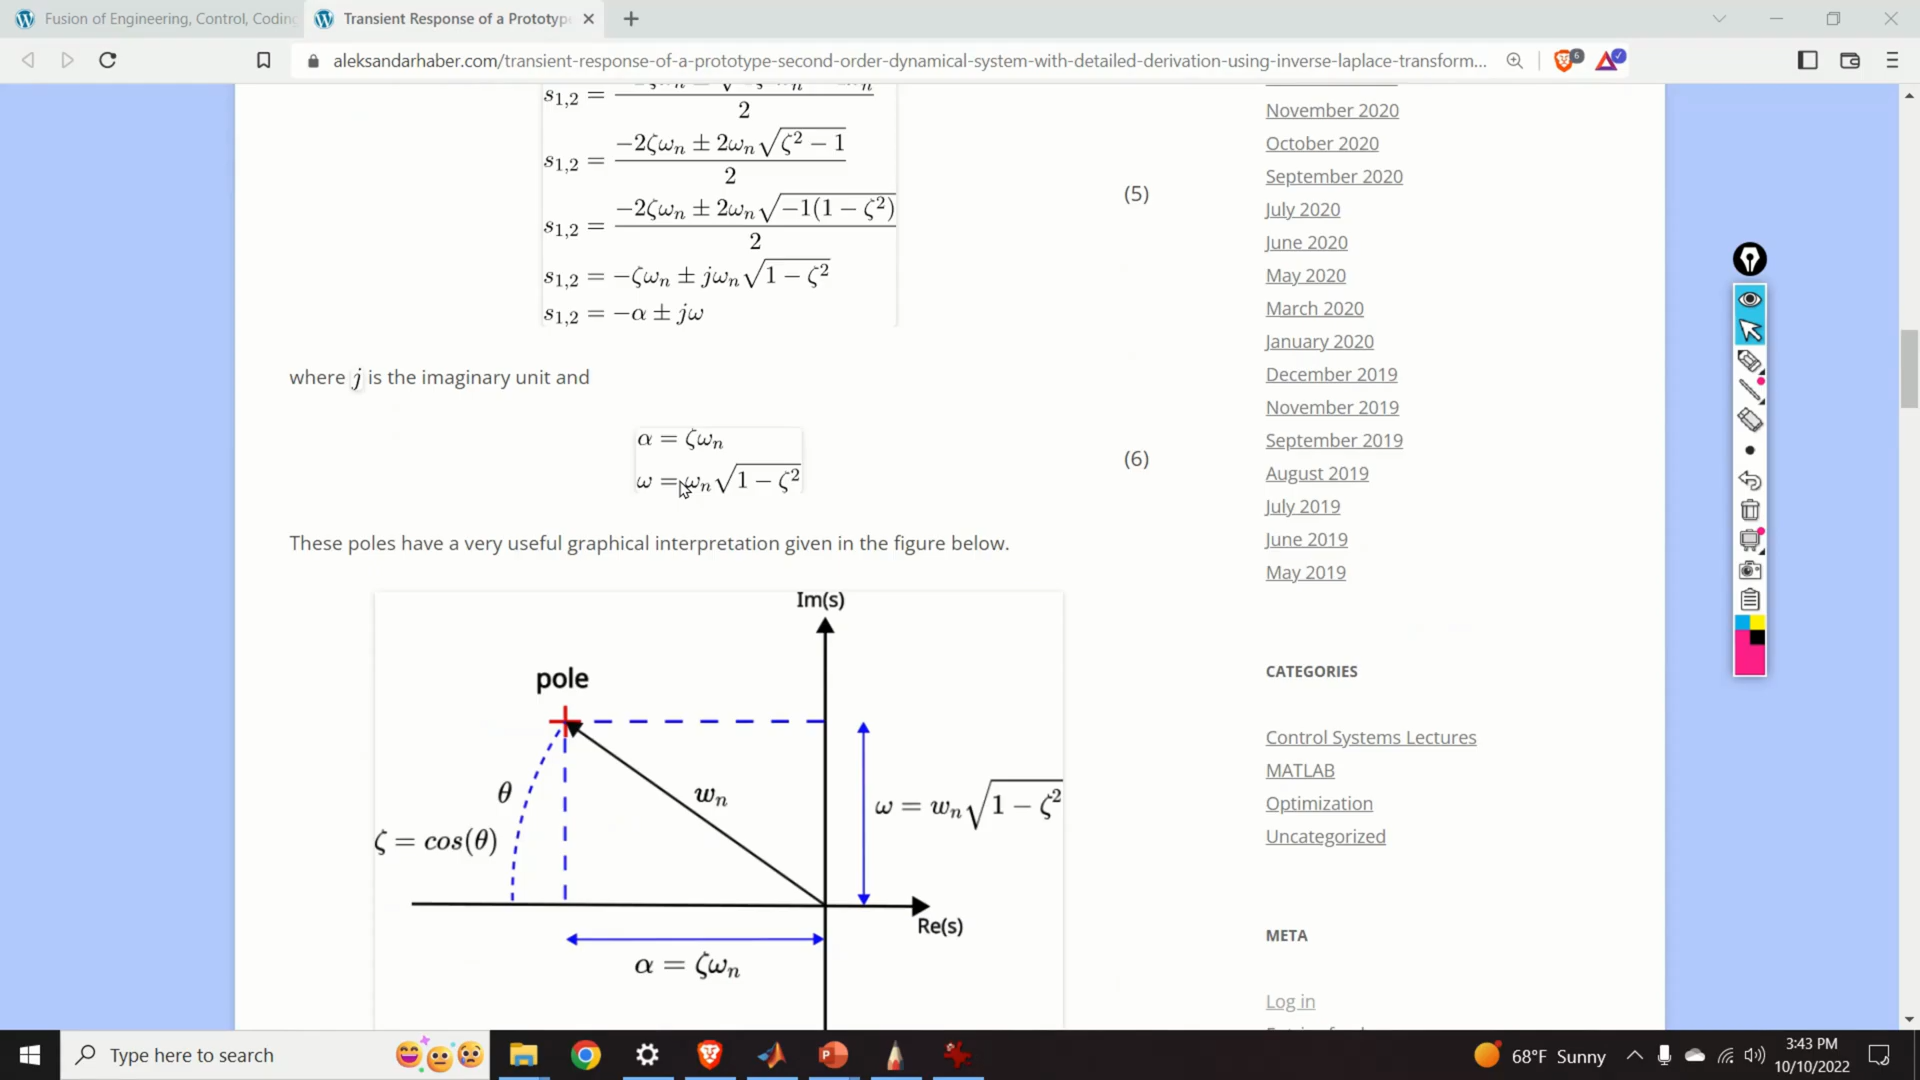 Fusion of Engineering, Control, Codin
Transient Response of a Prototype
aleksandarhaber.com/transient-response-of-a-prototype-second-order-dynamical-system-with-detailed-derivation-using-inverse-laplace-transform...
6
s1,2 = 2
s1,2 = (−2ζωn ± 2ωn√(ζ² − 1)) / 2
s1,2 = (−2ζωn ± 2ωn√(−1(1 − ζ²))) / 2
(5)
s1,2 = −ζωn ± jωn√(1 − ζ²)
s1,2 = −α ± jω
where j is the imaginary unit and
α = ζωn
ω = ωn√(1 − ζ²)
(6)
These poles have a very useful graphical interpretation given in the figure below.
Im(s)
pole
θ
wn
ω = wn√(1 − ζ²)
ζ = cos(θ)
Re(s)
α = ζωn
November 2020
October 2020
September 2020
July 2020
June 2020
May 2020
March 2020
January 2020
December 2019
November 2019
September 2019
August 2019
July 2019
June 2019
May 2019
CATEGORIES
Control Systems Lectures
MATLAB
Optimization
Uncategorized
META
Log in
Type here to search
68°F Sunny
3:43 PM
10/10/2022